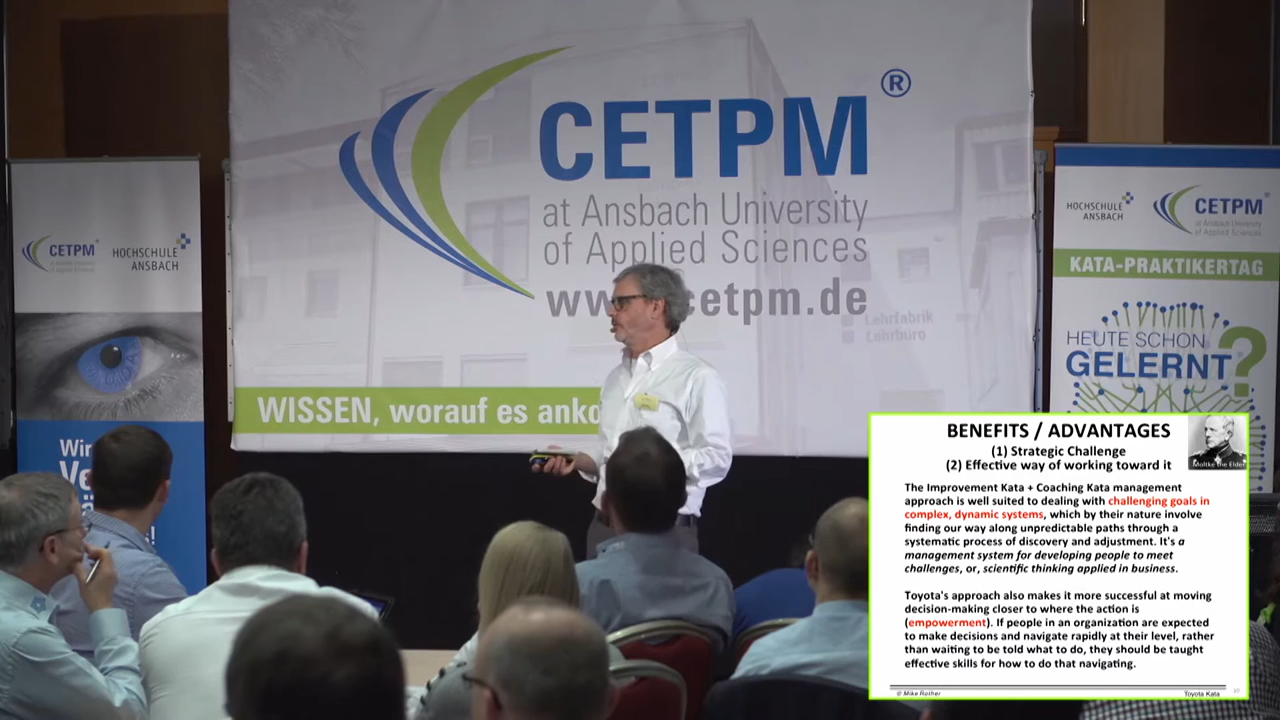 CETPM®
at Ansbach University
of Applied Sciences
cetpm.de
Lehrfabrik
Lehrbüro
WISSEN, worauf es
CETPM®
HOCHSCHULE
ANSBACH
Wir
HOCHSCHULE
ANSBACH
CETPM®
at Ansbach University
of Applied Sciences
KATA-PRAKTIKERTAG
HEUTE SCHON
GELERNT?
BENEFITS / ADVANTAGES
(1) Strategic Challenge
(2) Effective way of working toward it
Moltke the Elder
The Improvement Kata + Coaching Kata management
approach is well suited to dealing with challenging goals in
complex, dynamic systems, which by their nature involve
finding our way along unpredictable paths through a
systematic process of discovery and adjustment. It's a
management system for developing people to meet
challenges, or, scientific thinking applied in business.
Toyota's approach also makes it more successful at moving
decision-making closer to where the action is
(empowerment). If people in an organization are expected
to make decisions and navigate rapidly at their level, rather
than waiting to be told what to do, they should be taught
effective skills for how to do that navigating.
© Mike Rother
Toyota Kata